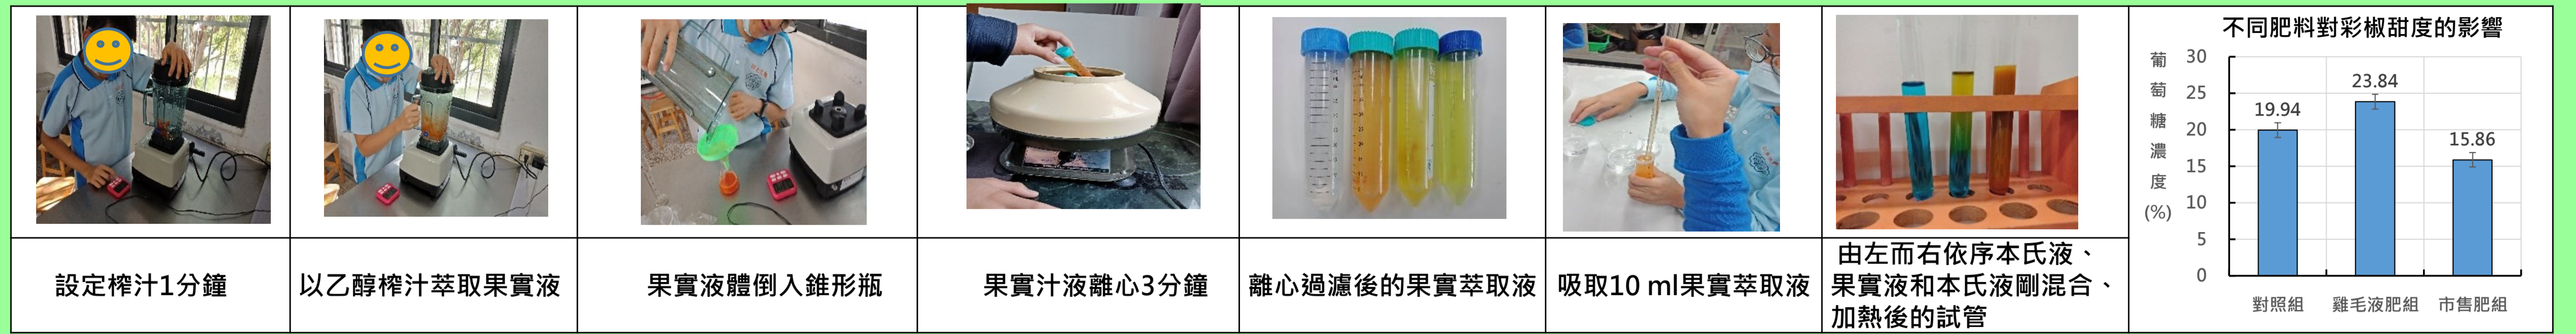 設定榨汁1分鐘
以乙醇榨汁萃取果實液
果實液體倒入錐形瓶
果實汁液離心3分鐘
離心過濾後的果實萃取液
吸取10 ml果實萃取液
由左而右依序本氏液、
果實液和本氏液剛混合、
加熱後的試管
不同肥料對彩椒甜度的影響
葡萄糖濃度(%)
30
25
20
15
10
5
0
19.94
23.84
15.86
對照組
雞毛液肥組
市售肥組